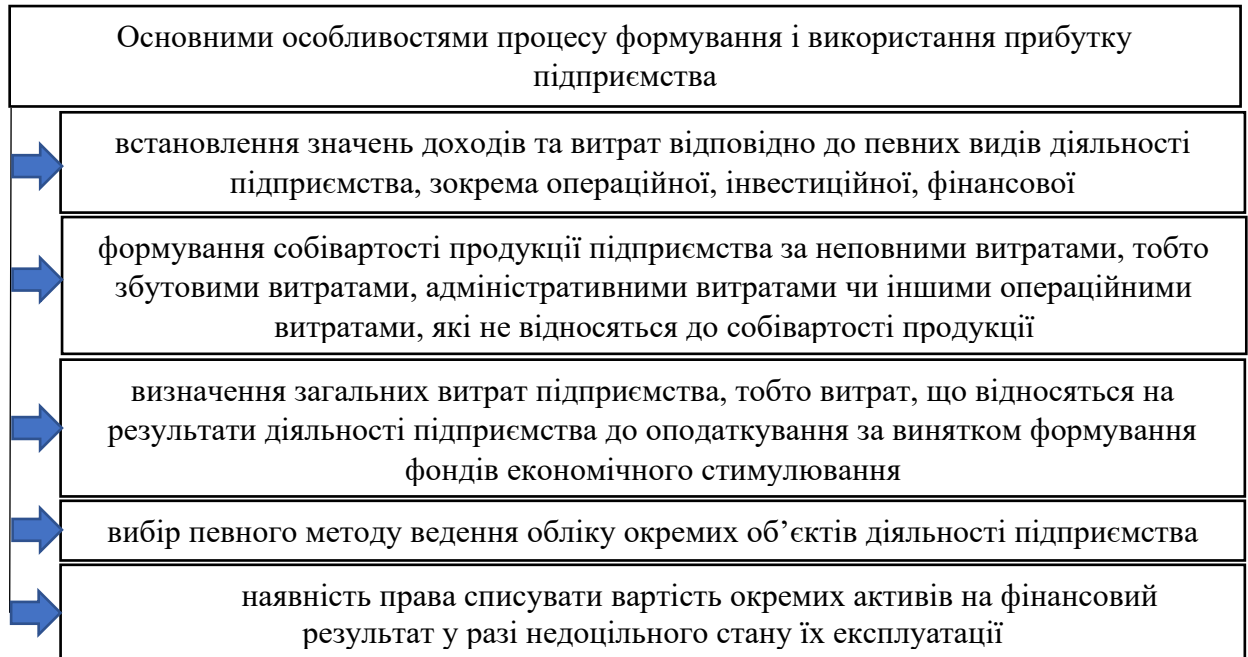 Основними особливостями процесу формування і використання прибутку
підприємства
встановлення значень доходів та витрат відповідно до певних видів діяльності
підприємства, зокрема операційної, інвестиційної, фінансової
формування собівартості продукції підприємства за неповними витратами, тобто
збутовими витратами, адміністративними витратами чи іншими операційними
витратами, які не відносяться до собівартості продукції
визначення загальних витрат підприємства, тобто витрат, що відносяться на
результати діяльності підприємства до оподаткування за винятком формування
фондів економічного стимулювання
вибір певного методу ведення обліку окремих об’єктів діяльності підприємства
наявність права списувати вартість окремих активів на фінансовий
результат у разі недоцільного стану їх експлуатації